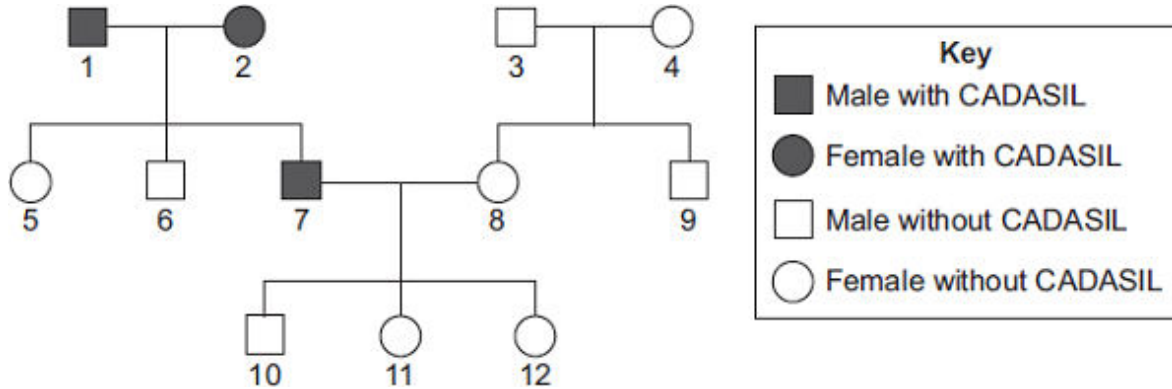 1
2
3
4
Key
Male with CADASIL
Female with CADASIL
Male without CADASIL
Female without CADASIL
5
6
7
8
9
10
11
12